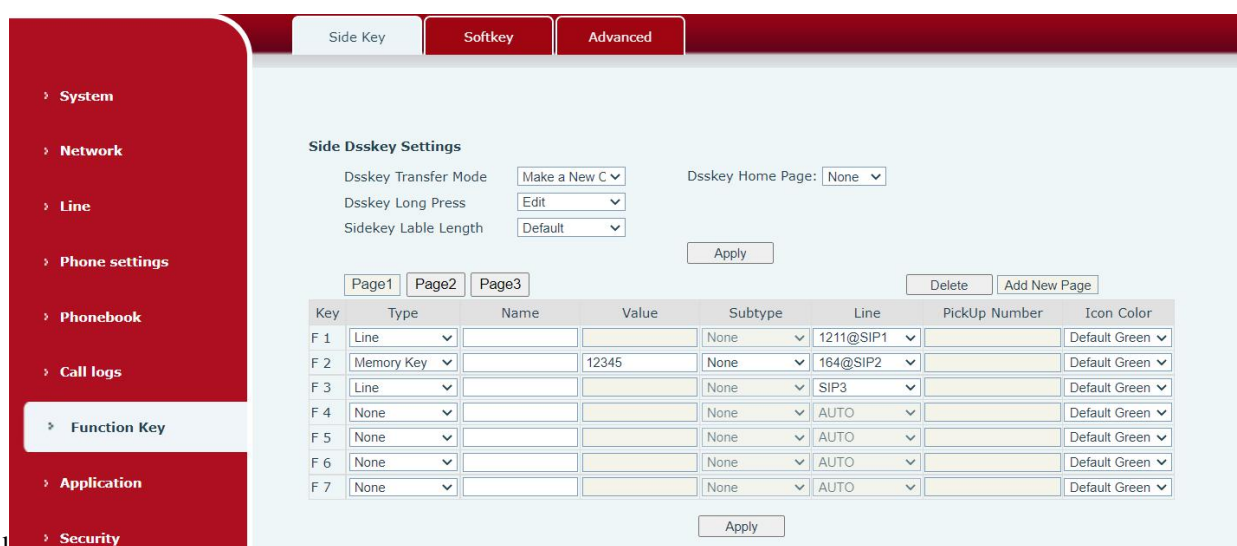 Side Key Softkey Advanced
System
Network
Line
Phone settings
Phonebook
Call logs
Function Key
Application
Security
Side Dsskey Settings
Dsskey Transfer Mode Make a New C Dsskey Home Page: None
Dsskey Long Press Edit
Sidekey Lable Length Default
Apply
Page1 Page2 Page3 Delete Add New Page
Key Type Name Value Subtype Line PickUp Number Icon Color
F 1 Line None 1211@SIP1 Default Green
F 2 Memory Key 12345 None 164@SIP2 Default Green
F 3 Line None SIP3 Default Green
F 4 None None AUTO Default Green
F 5 None None AUTO Default Green
F 6 None None AUTO Default Green
F 7 None None AUTO Default Green
Apply